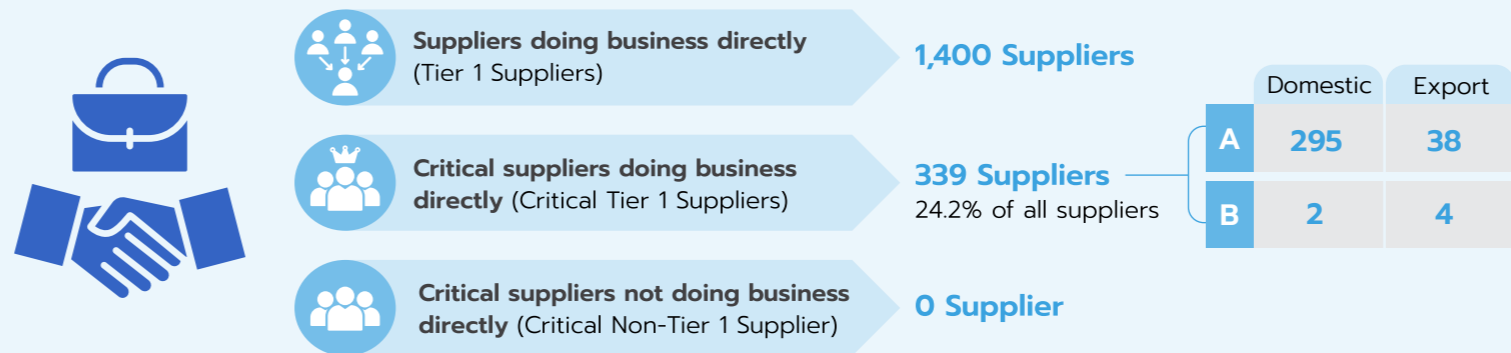 Suppliers doing business directly
(Tier 1 Suppliers)
1,400 Suppliers
Critical suppliers doing business
directly (Critical Tier 1 Suppliers)
339 Suppliers
24.2% of all suppliers
Domestic Export
A 295 38
B 2 4
Critical suppliers not doing business
directly (Critical Non-Tier 1 Supplier)
0 Supplier